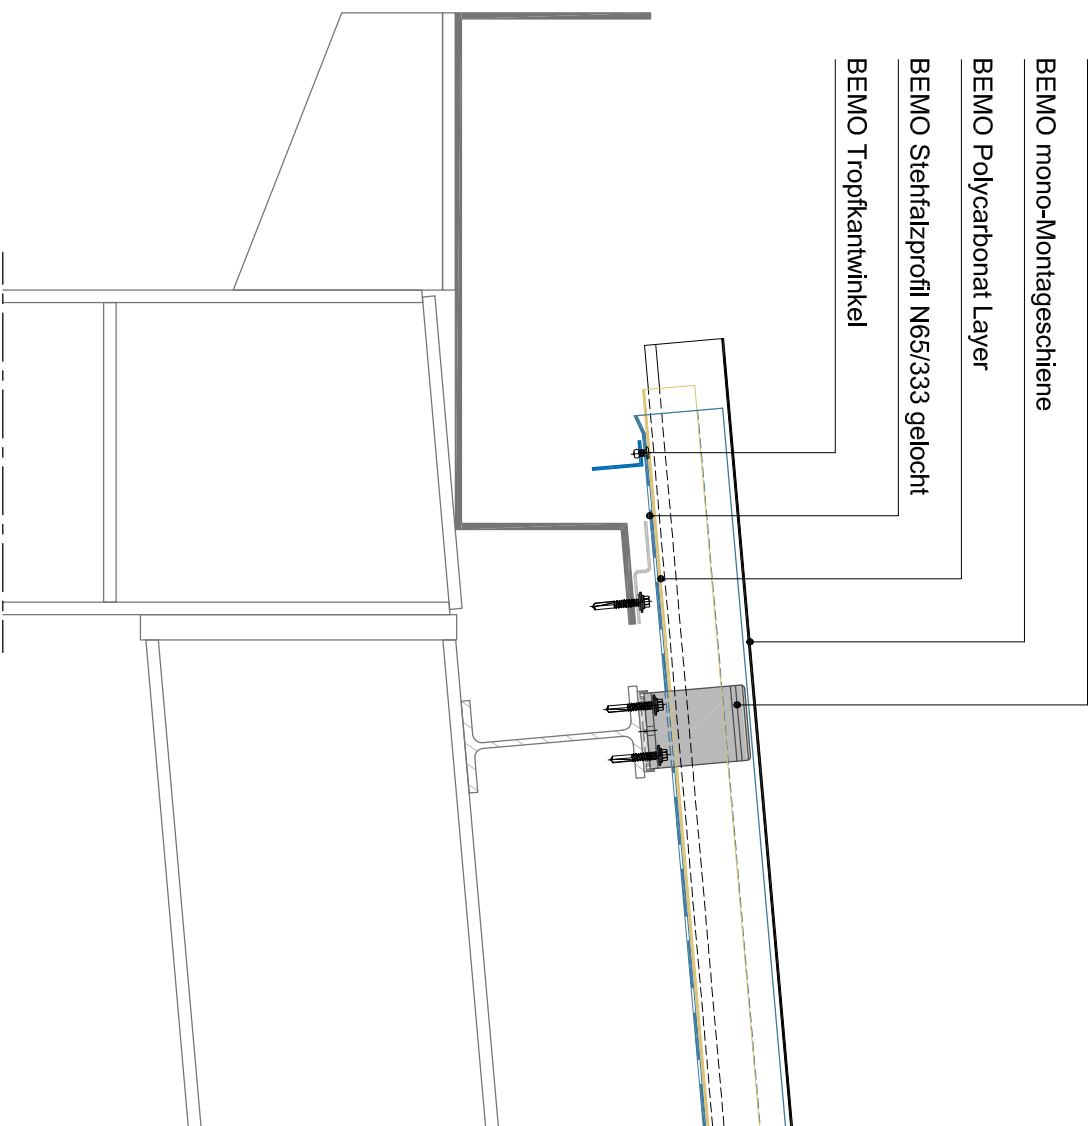 BEMO mono-Montageschiene
BEMO Polycarbonat Layer
BEMO Stehfalzprofil N65/333 gelocht
BEMO Tropfkantwinkel